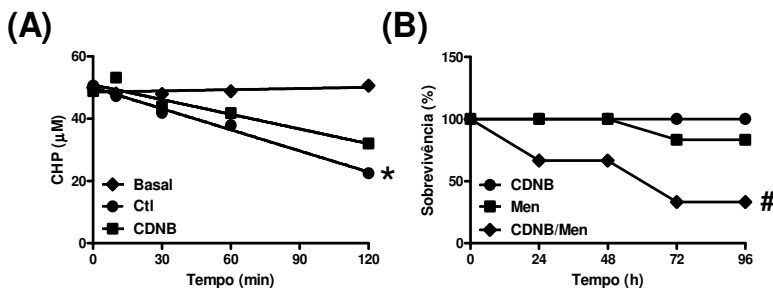 (A)
CHP (μM)
60
40
20
0
Basal
Ctl
CDNB
*
0 30 60 90 120
Tempo (min)
(B)
Sobrevivência (%)
150
100
50
0
CDNB
Men
CDNB/Men
#
0 24 48 72 96
Tempo (h)